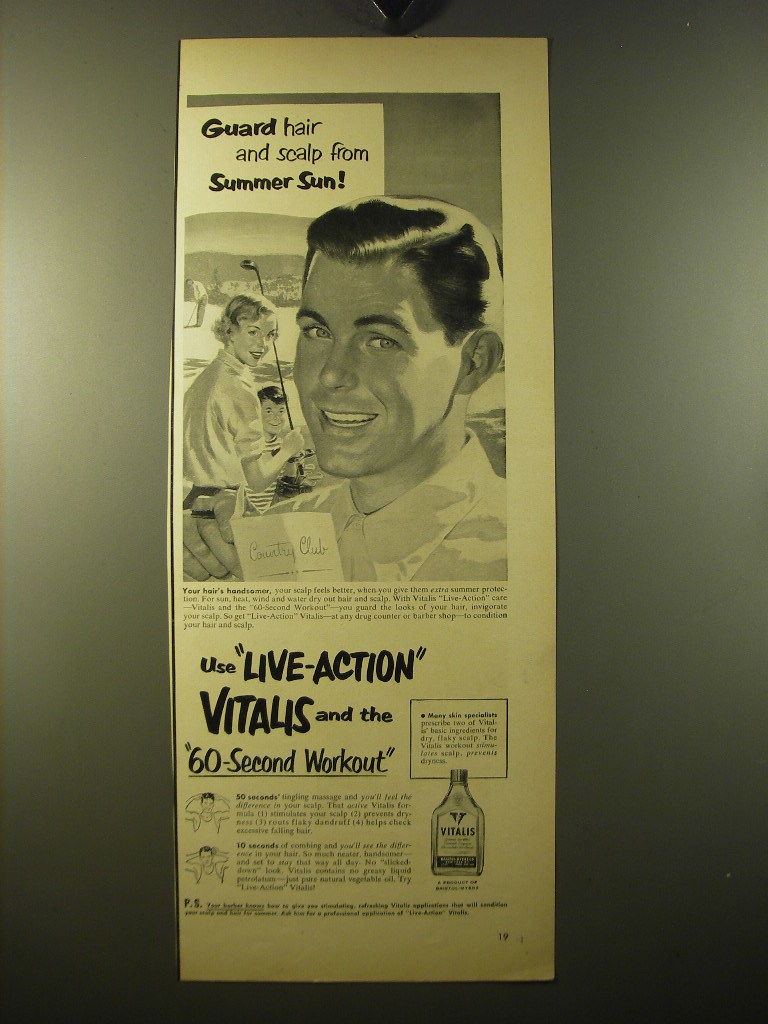 Guard hair
and scalp from
Summer Sun!
Country Club
Your hair's handsomer, your scalp feels better, when you give them extra summer protec-
tion. For sun, heat, wind and water dry out hair and scalp. With Vitalis "Live-Action" care
—Vitalis and the "60-Second Workout"—you guard the looks of your hair, invigorate
your scalp. So get "Live-Action" Vitalis—at any drug counter or barber shop—to condition
your hair and scalp.
Use "LIVE-ACTION"
VITALIS and the
"60-Second Workout"
● Many skin specialists
prescribe two of Vital-
is' basic ingredients for
dry, flaky scalp. The
Vitalis workout stimu-
lates scalp, prevents
dryness.
50 seconds' tingling massage and you'll feel the
difference in your scalp. That active Vitalis for-
mula (1) stimulates your scalp (2) prevents dry-
ness (3) routs flaky dandruff (4) helps check
excessive falling hair.
10 seconds of combing and you'll see the differ-
ence in your hair. So much neater, handsomer—
and set to stay that way all day. No "slicked-
down" look. Vitalis contains no greasy liquid
petrolatum—just pure natural vegetable oil. Try
"Live-Action" Vitalis!
VITALIS
A PRODUCT OF
BRISTOL-MYERS
P.S. Your barber knows how to give you stimulating, refreshing Vitalis applications that will condition
your scalp and hair for summer. Ask him for a professional application of "Live-Action" Vitalis.
19